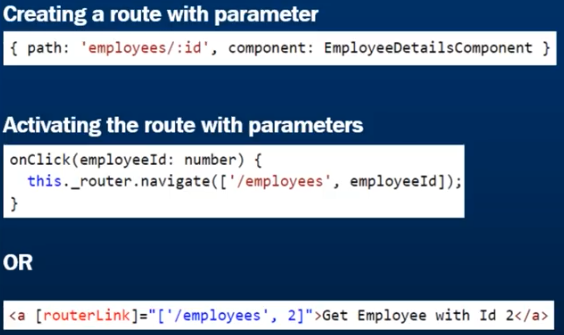 Creating a route with parameter
{ path: 'employees/:id', component: EmployeeDetailsComponent }
Activating the route with parameters
onClick(employeeId: number) {
  this._router.navigate(['/employees', employeeId]);
}
OR
<a [routerLink]="['/employees', 2]">Get Employee with Id 2</a>